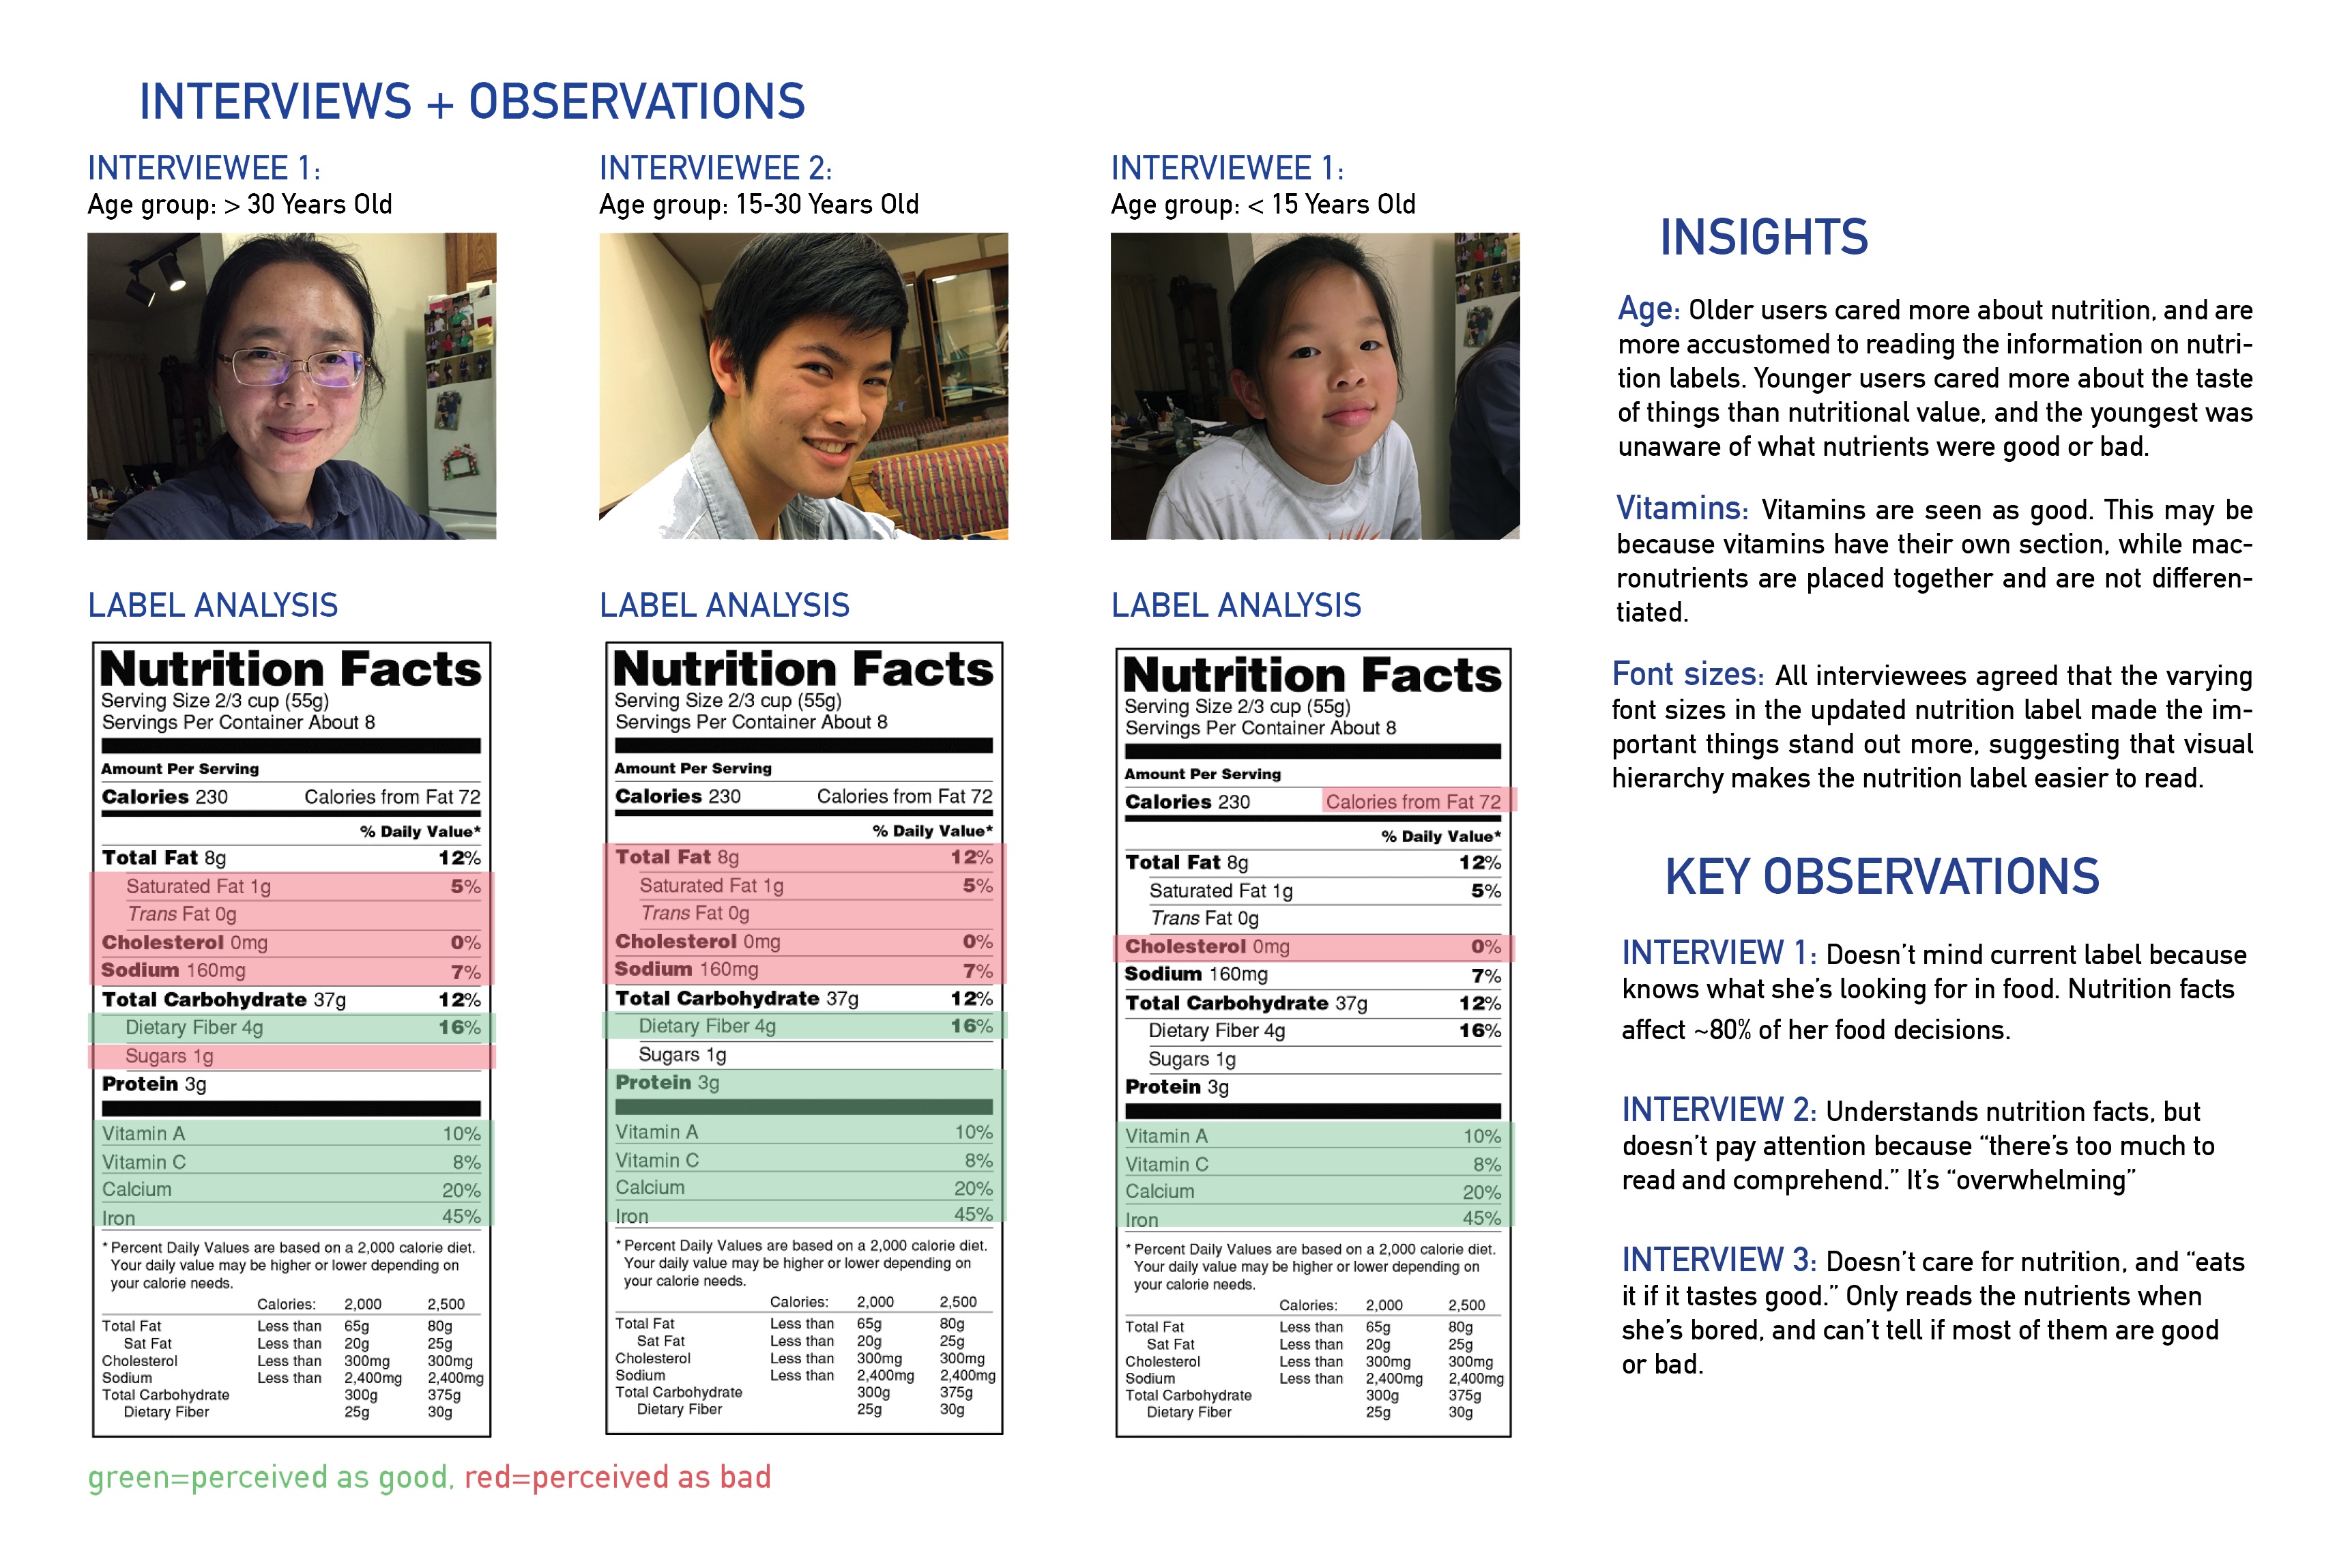 INTERVIEWS + OBSERVATIONS
INTERVIEWEE 1:
Age group: > 30 Years Old
LABEL ANALYSIS
Nutrition Facts
Serving Size 2/3 cup (55g)
Servings Per Container About 8
Amount Per Serving
Calories 230 Calories from Fat 72
% Daily Value*
Total Fat 8g 12%
Saturated Fat 1g 5%
Trans Fat 0g
Cholesterol 0mg 0%
Sodium 160mg 7%
Total Carbohydrate 37g 12%
Dietary Fiber 4g 16%
Sugars 1g
Protein 3g
Vitamin A 10%
Vitamin C 8%
Calcium 20%
Iron 45%
* Percent Daily Values are based on a 2,000 calorie diet.
Your daily value may be higher or lower depending on
your calorie needs.
Calories: 2,000 2,500
Total Fat Less than 65g 80g
Sat Fat Less than 20g 25g
Cholesterol Less than 300mg 300mg
Sodium Less than 2,400mg 2,400mg
Total Carbohydrate 300g 375g
Dietary Fiber 25g 30g
INTERVIEWEE 2:
Age group: 15-30 Years Old
LABEL ANALYSIS
Nutrition Facts
Serving Size 2/3 cup (55g)
Servings Per Container About 8
Amount Per Serving
Calories 230 Calories from Fat 72
% Daily Value*
Total Fat 8g 12%
Saturated Fat 1g 5%
Trans Fat 0g
Cholesterol 0mg 0%
Sodium 160mg 7%
Total Carbohydrate 37g 12%
Dietary Fiber 4g 16%
Sugars 1g
Protein 3g
Vitamin A 10%
Vitamin C 8%
Calcium 20%
Iron 45%
* Percent Daily Values are based on a 2,000 calorie diet.
Your daily value may be higher or lower depending on
your calorie needs.
Calories: 2,000 2,500
Total Fat Less than 65g 80g
Sat Fat Less than 20g 25g
Cholesterol Less than 300mg 300mg
Sodium Less than 2,400mg 2,400mg
Total Carbohydrate 300g 375g
Dietary Fiber 25g 30g
INTERVIEWEE 1:
Age group: < 15 Years Old
LABEL ANALYSIS
Nutrition Facts
Serving Size 2/3 cup (55g)
Servings Per Container About 8
Amount Per Serving
Calories 230 Calories from Fat 72
% Daily Value*
Total Fat 8g 12%
Saturated Fat 1g 5%
Trans Fat 0g
Cholesterol 0mg 0%
Sodium 160mg 7%
Total Carbohydrate 37g 12%
Dietary Fiber 4g 16%
Sugars 1g
Protein 3g
Vitamin A 10%
Vitamin C 8%
Calcium 20%
Iron 45%
* Percent Daily Values are based on a 2,000 calorie diet.
Your daily value may be higher or lower depending on
your calorie needs.
Calories: 2,000 2,500
Total Fat Less than 65g 80g
Sat Fat Less than 20g 25g
Cholesterol Less than 300mg 300mg
Sodium Less than 2,400mg 2,400mg
Total Carbohydrate 300g 375g
Dietary Fiber 25g 30g
green=perceived as good, red=perceived as bad
INSIGHTS
Age: Older users cared more about nutrition, and are
more accustomed to reading the information on nutri-
tion labels. Younger users cared more about the taste
of things than nutritional value, and the youngest was
unaware of what nutrients were good or bad.
Vitamins: Vitamins are seen as good. This may be
because vitamins have their own section, while mac-
ronutrients are placed together and are not differen-
tiated.
Font sizes: All interviewees agreed that the varying
font sizes in the updated nutrition label made the im-
portant things stand out more, suggesting that visual
hierarchy makes the nutrition label easier to read.
KEY OBSERVATIONS
INTERVIEW 1: Doesn't mind current label because
knows what she's looking for in food. Nutrition facts
affect ~80% of her food decisions.
INTERVIEW 2: Understands nutrition facts, but
doesn't pay attention because “there's too much to
read and comprehend.” It's “overwhelming”
INTERVIEW 3: Doesn't care for nutrition, and “eats
it if it tastes good.” Only reads the nutrients when
she's bored, and can't tell if most of them are good
or bad.